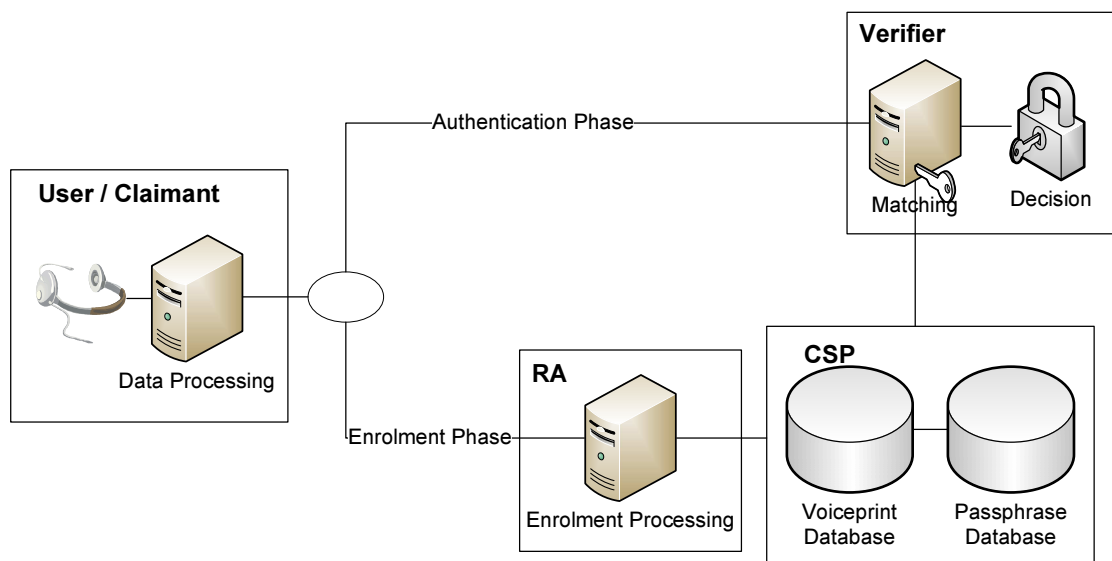 Verifier
Authentication Phase
Matching
Decision
User / Claimant
Data Processing
RA
Enrolment Phase
Enrolment Processing
CSP
Voiceprint
Database
Passphrase
Database